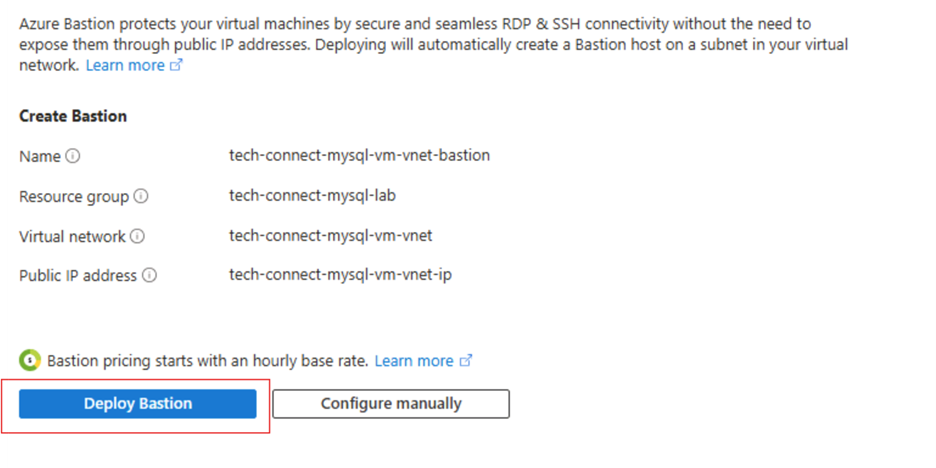 Azure Bastion protects your virtual machines by secure and seamless RDP & SSH connectivity without the need to
expose them through public IP addresses. Deploying will automatically create a Bastion host on a subnet in your virtual
network. Learn more
Create Bastion
Name tech-connect-mysql-vm-vnet-bastion
Resource group tech-connect-mysql-lab
Virtual network tech-connect-mysql-vm-vnet
Public IP address tech-connect-mysql-vm-vnet-ip
Bastion pricing starts with an hourly base rate. Learn more
Deploy Bastion Configure manually